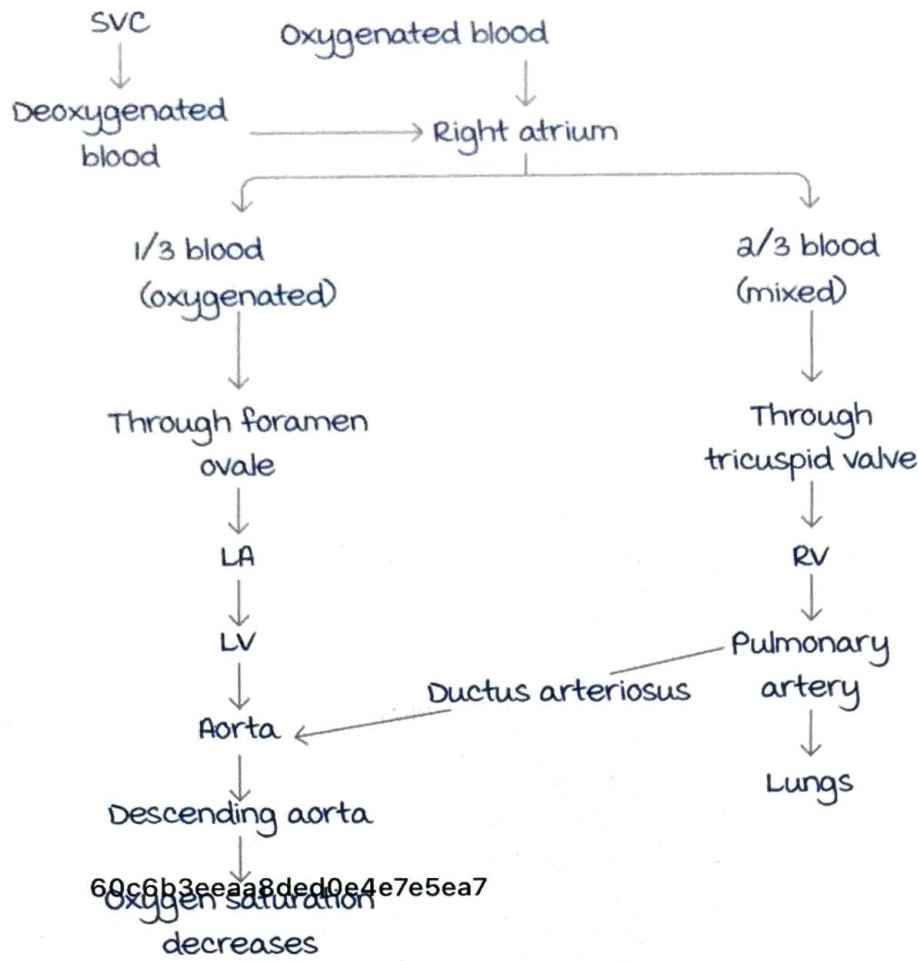 SVC
Oxygenated blood
Deoxygenated
blood
Right atrium
1/3 blood
(oxygenated)
2/3 blood
(mixed)
Through foramen
ovale
Through
tricuspid valve
LA
RV
LV
Pulmonary
artery
Ductus arteriosus
Aorta
Lungs
Descending aorta
60c6b3eeaa8ded0e4e7e5ea7
Oxygen saturation
decreases